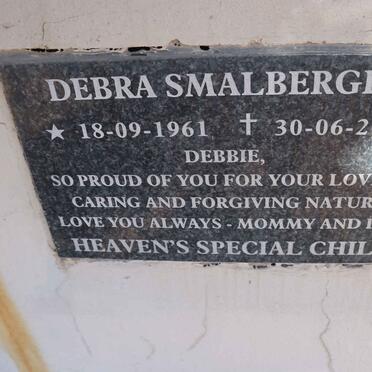 DEBRA SMALBERGE
★ 18-09-1961 ✝ 30-06-2
DEBBIE,
SO PROUD OF YOU FOR YOUR LOV
CARING AND FORGIVING NATUR
LOVE YOU ALWAYS - MOMMY AND
HEAVEN'S SPECIAL CHIL